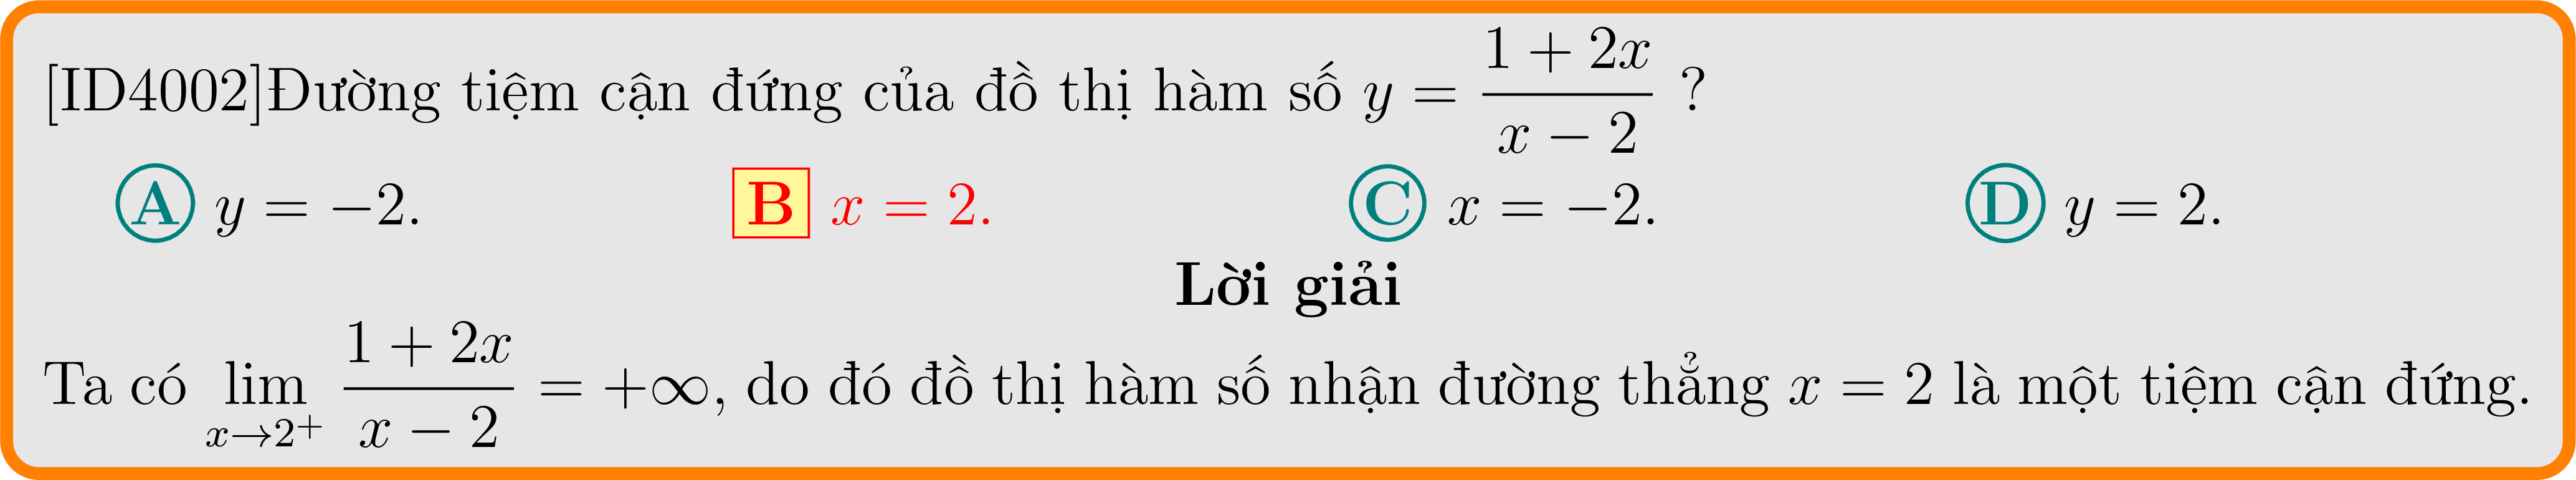 [ID4002]Đường tiệm cận đứng của đồ thị hàm số $y = \dfrac{1 + 2x}{x - 2}$ ?
A $y = -2$. B $x = 2$. C $x = -2$. D $y = 2$.
Lời giải
Ta có $\lim\limits_{x \to 2^+} \dfrac{1 + 2x}{x - 2} = +\infty$, do đó đồ thị hàm số nhận đường thẳng $x = 2$ là một tiệm cận đứng.